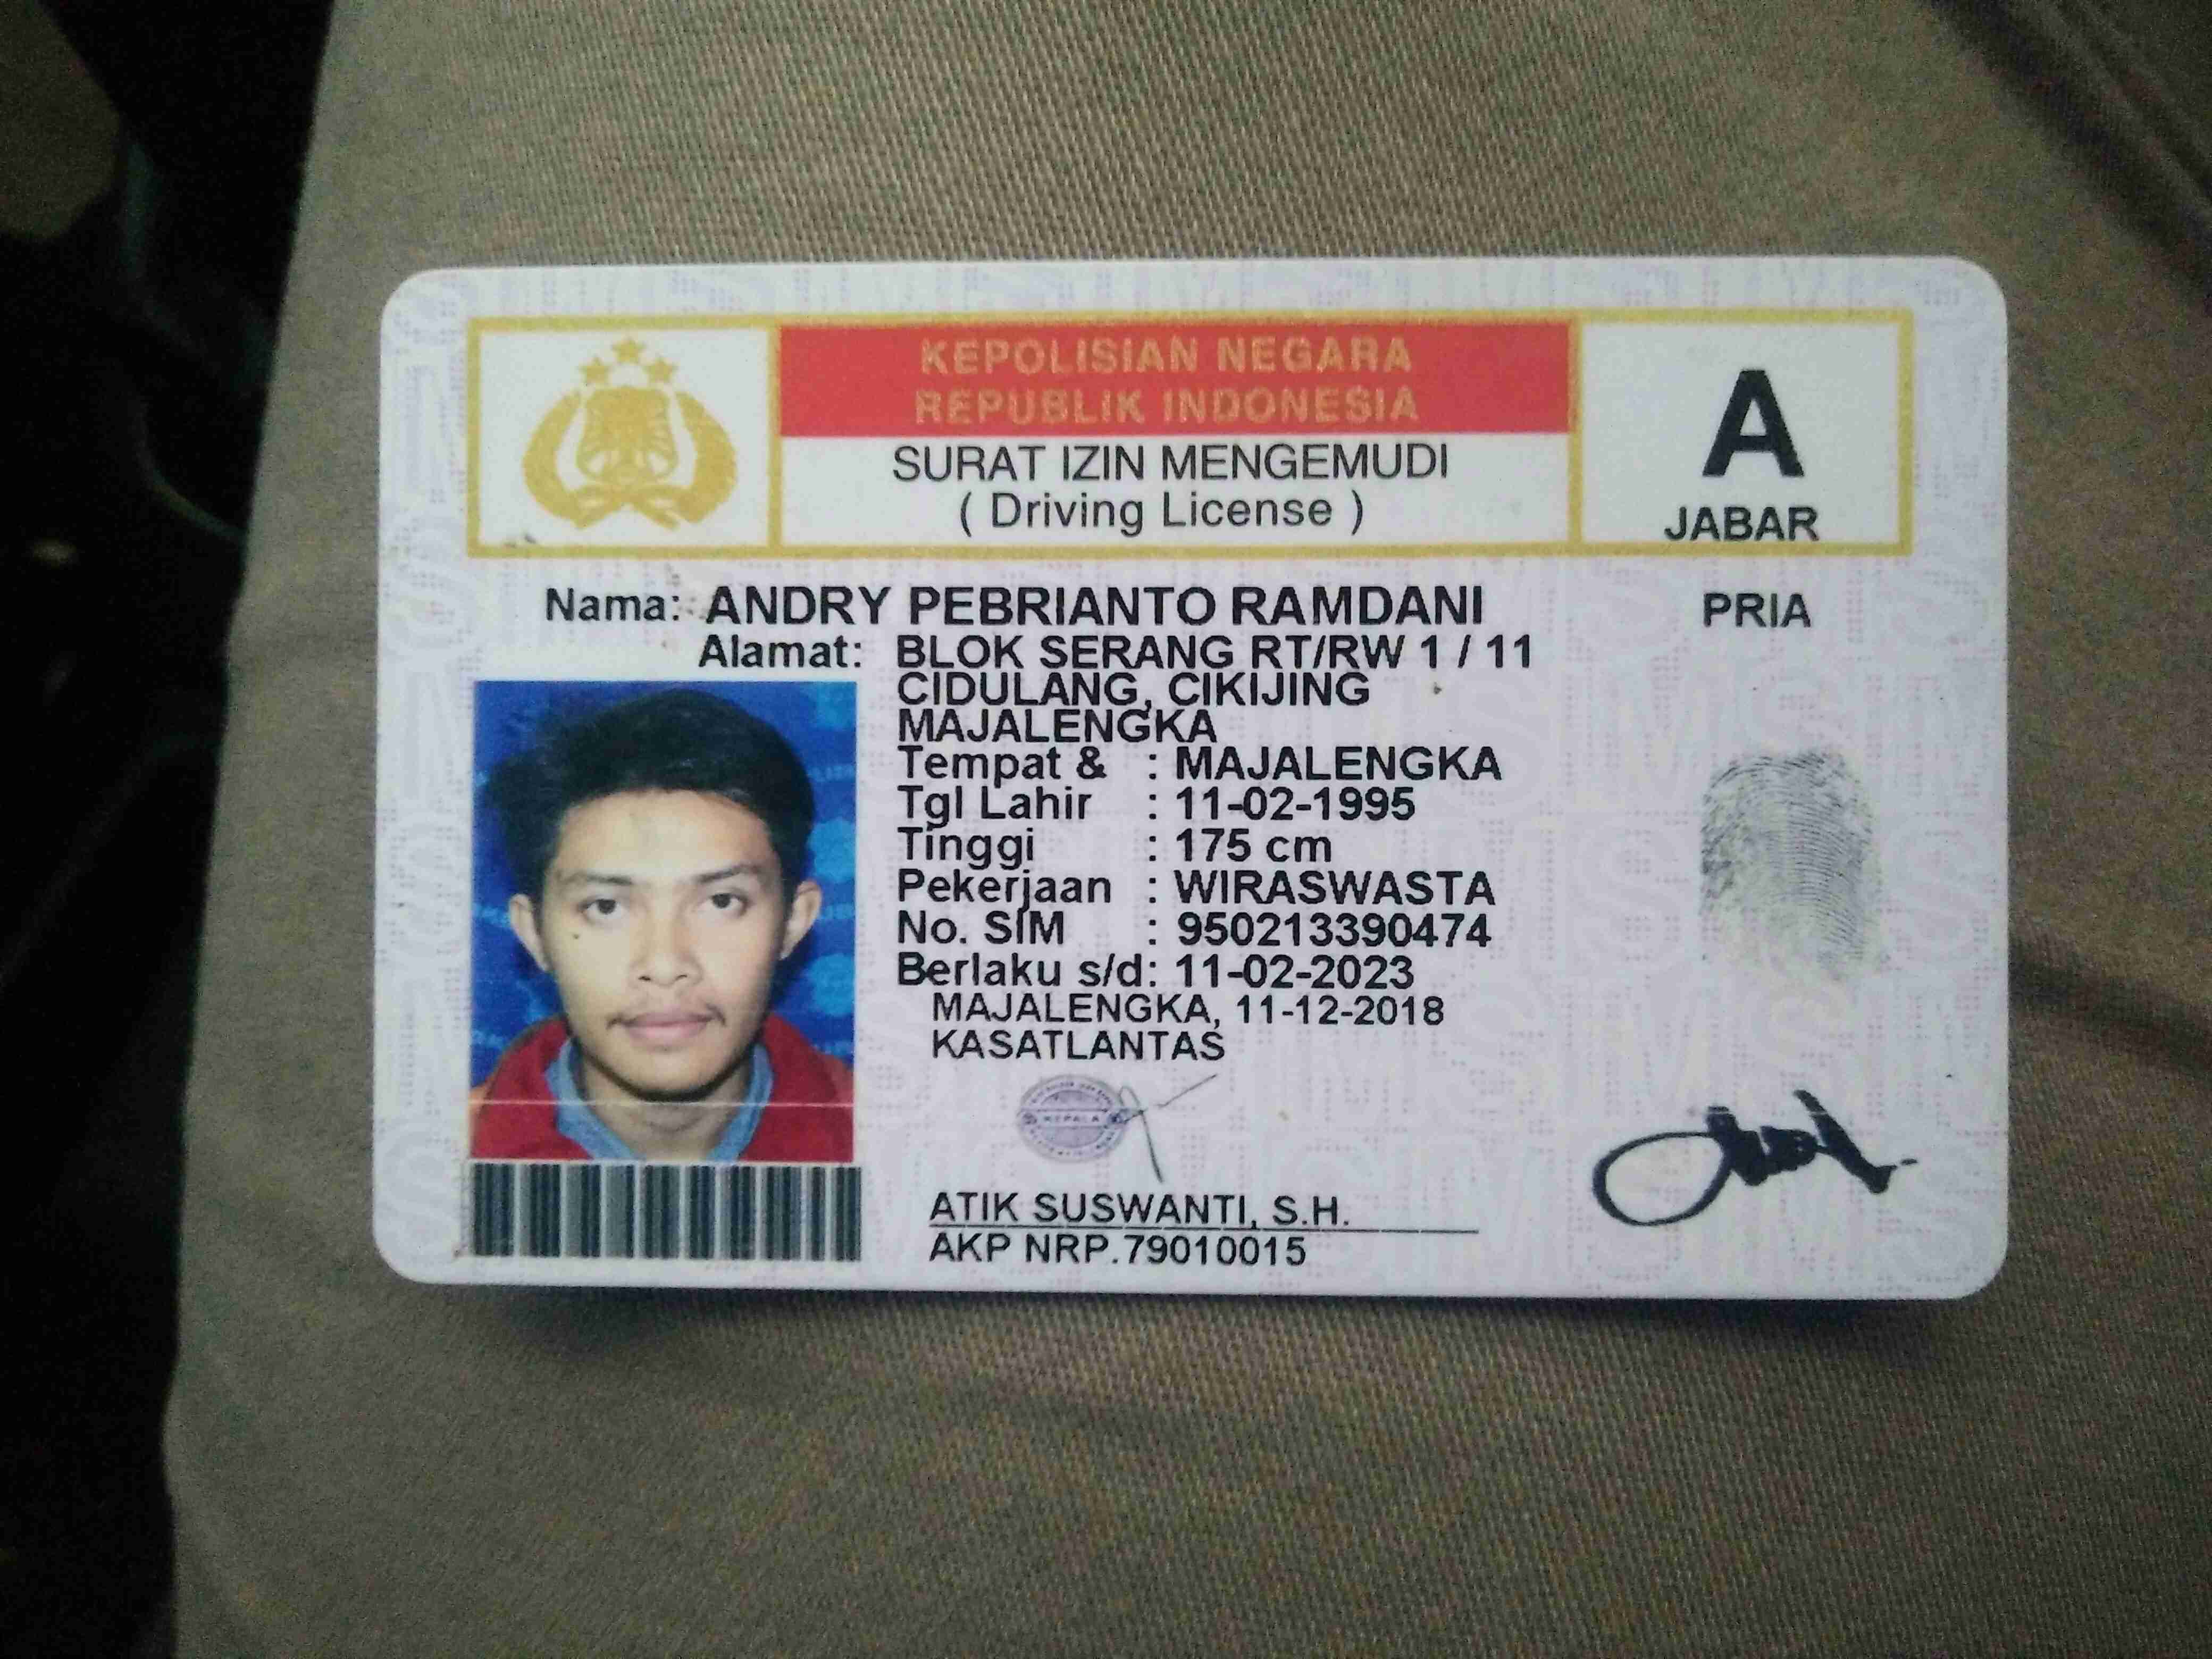 KEPOLISIAN NEGARA
REPUBLIK INDONESIA
SURAT IZIN MENGEMUDI
( Driving License )
A
JABAR
Nama: ANDRY PEBRIANTO RAMDANI
PRIA
Alamat: BLOK SERANG RT/RW 1 / 11
CIDULANG, CIKIJING
MAJALENGKA
Tempat & : MAJALENGKA
Tgl Lahir : 11-02-1995
Tinggi : 175 cm
Pekerjaan : WIRASWASTA
No. SIM : 950213390474
Berlaku s/d: 11-02-2023
MAJALENGKA, 11-12-2018
KASATLANTAS
KEPALA
ATIK SUSWANTI, S.H.
AKP NRP.79010015